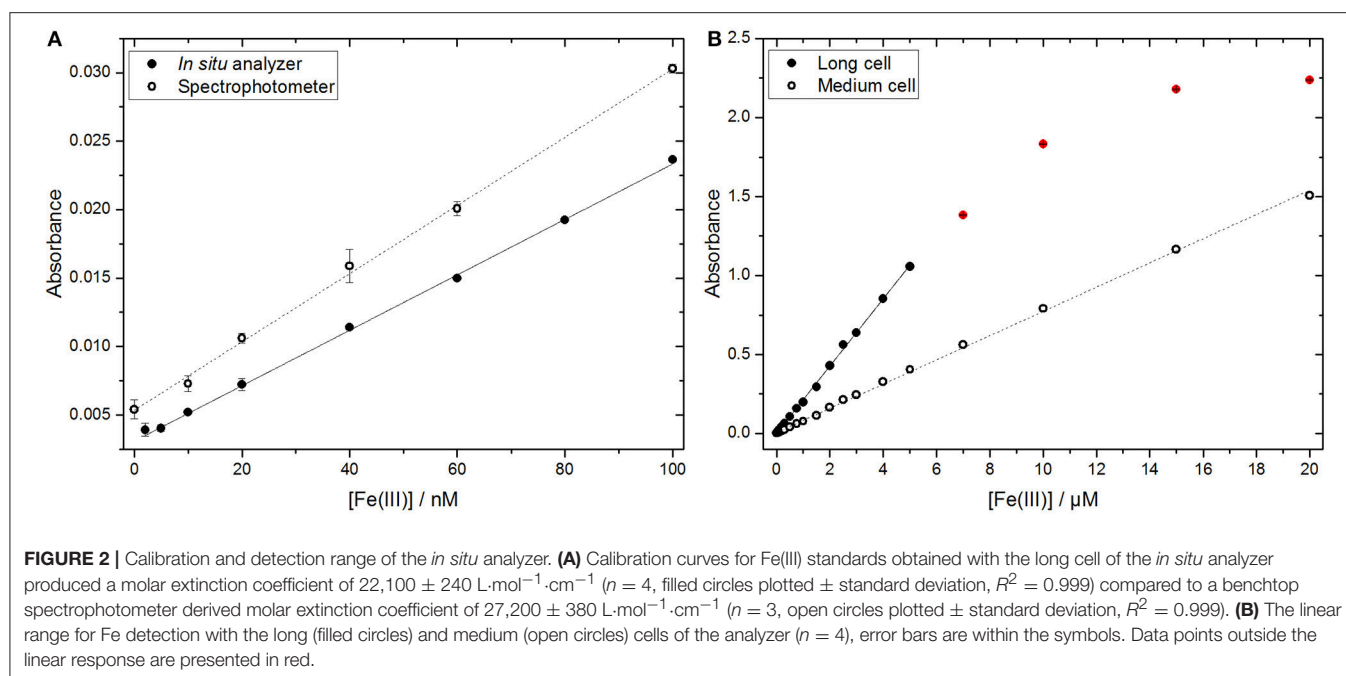 A
In situ analyzer
Spectrophotometer
0.030
0.025
0.020
0.015
0.010
0.005
Absorbance
0 20 40 60 80 100
[Fe(III)] / nM
B
Long cell
Medium cell
2.5
2.0
1.5
1.0
0.5
0.0
Absorbance
0 2 4 6 8 10 12 14 16 18 20
[Fe(III)] / µM
FIGURE 2 | Calibration and detection range of the in situ analyzer. (A) Calibration curves for Fe(III) standards obtained with the long cell of the in situ analyzer
produced a molar extinction coefficient of 22,100 ± 240 L·mol⁻¹·cm⁻¹ (n = 4, filled circles plotted ± standard deviation, R² = 0.999) compared to a benchtop
spectrophotometer derived molar extinction coefficient of 27,200 ± 380 L·mol⁻¹·cm⁻¹ (n = 3, open circles plotted ± standard deviation, R² = 0.999). (B) The linear
range for Fe detection with the long (filled circles) and medium (open circles) cells of the analyzer (n = 4), error bars are within the symbols. Data points outside the
linear response are presented in red.